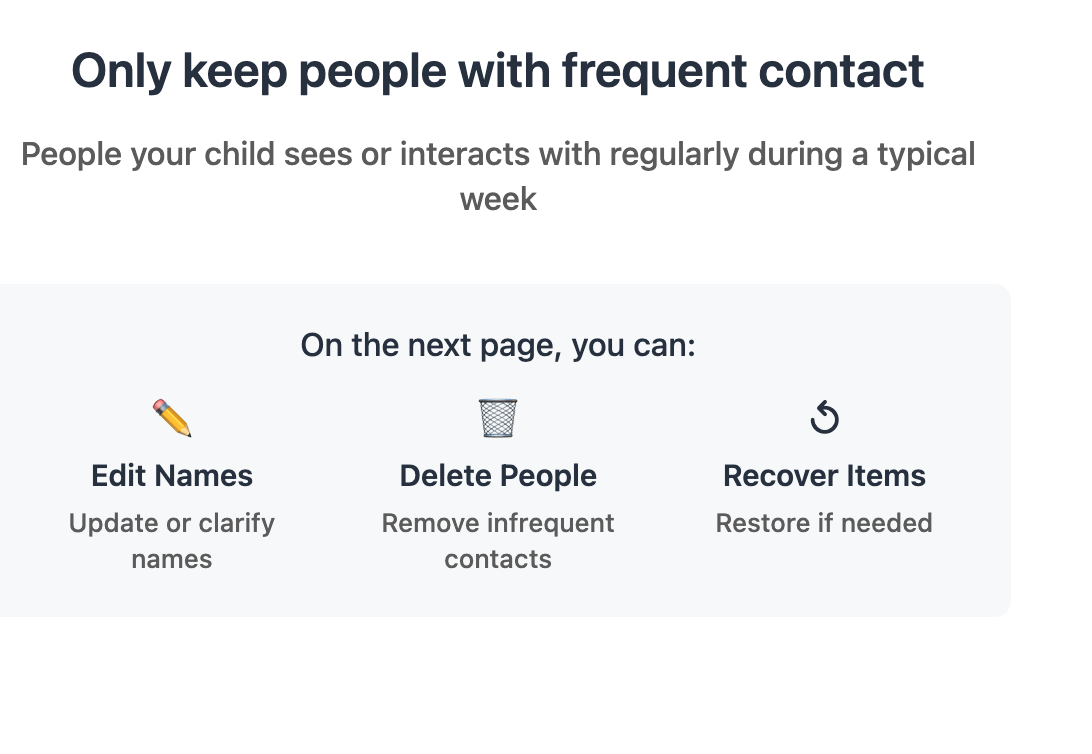 Only keep people with frequent contact
People your child sees or interacts with regularly during a typical
week
On the next page, you can:
Edit Names
Update or clarify
names
Delete People
Remove infrequent
contacts
Recover Items
Restore if needed